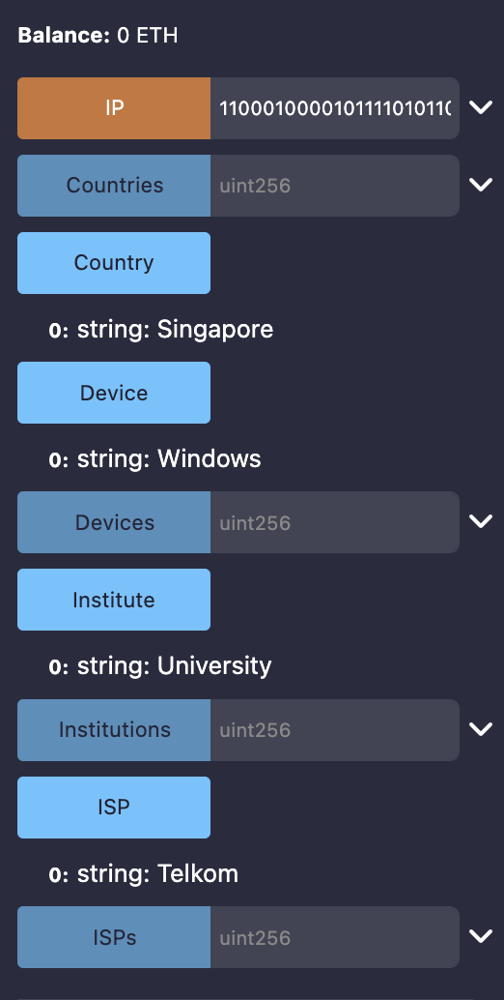 Balance: 0 ETH
IP 1100010000101111010110
Countries uint256
Country
0: string: Singapore
Device
0: string: Windows
Devices uint256
Institute
0: string: University
Institutions uint256
ISP
0: string: Telkom
ISPs uint256